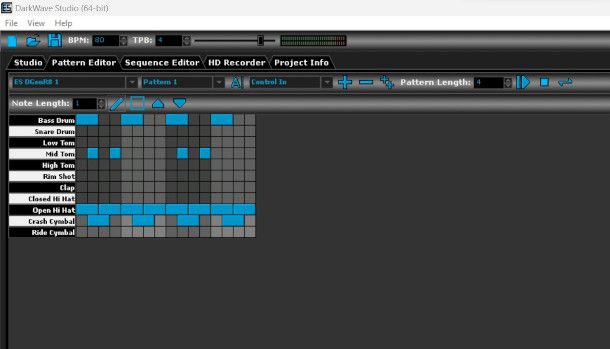 DarkWave Studio (64-bit)
File View Help
BPM: 80 TPB: 4
Studio Pattern Editor Sequence Editor HD Recorder Project Info
ES DGenR8 1 Pattern 1 A Control In Pattern Length: 4
Note Length: 1
Bass Drum
Snare Drum
Low Tom
Mid Tom
High Tom
Rim Shot
Clap
Closed Hi Hat
Open Hi Hat
Crash Cymbal
Ride Cymbal